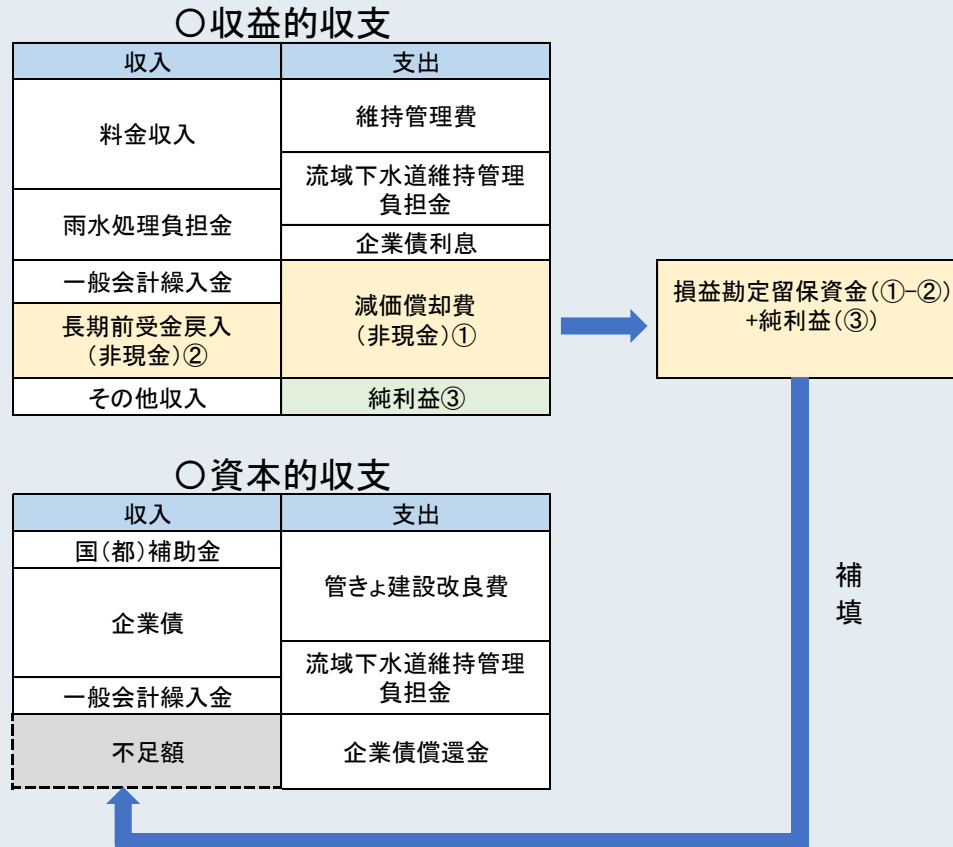 〇収益的収支
収入
支出
料金収入
維持管理費
流域下水道維持管理
負担金
雨水処理負担金
企業債利息
一般会計繰入金
減価償却費
(非現金)①
長期前受金戻入
(非現金)②
その他収入
純利益③
損益勘定留保資金(①-②)
+純利益(③)
〇資本的収支
収入
支出
国(都)補助金
管きょ建設改良費
企業債
流域下水道維持管理
負担金
一般会計繰入金
不足額
企業債償還金
補
填